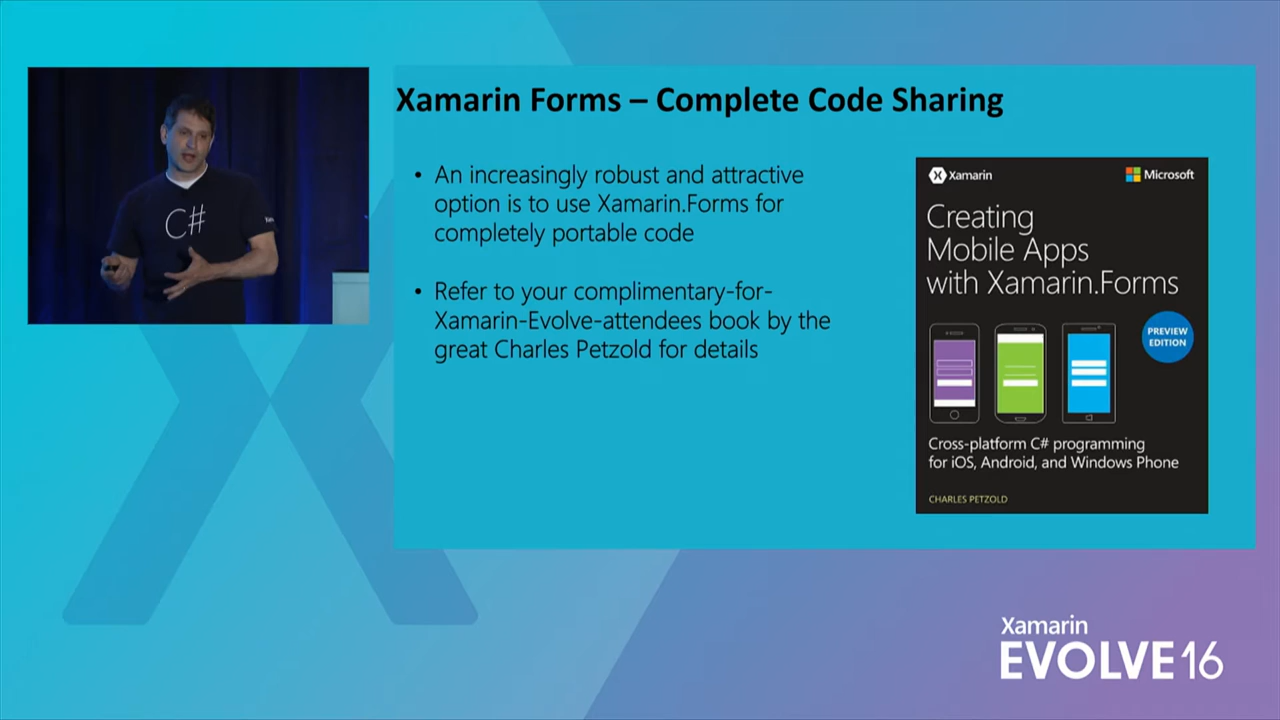 Xamarin Forms – Complete Code Sharing
C#
• An increasingly robust and attractive
option is to use Xamarin.Forms for
completely portable code
• Refer to your complimentary-for-
Xamarin-Evolve-attendees book by the
great Charles Petzold for details
Xamarin
Microsoft
Creating
Mobile Apps
with Xamarin.Forms
PREVIEW
EDITION
Cross-platform C# programming
for iOS, Android, and Windows Phone
CHARLES PETZOLD
Xamarin
EVOLVE 16